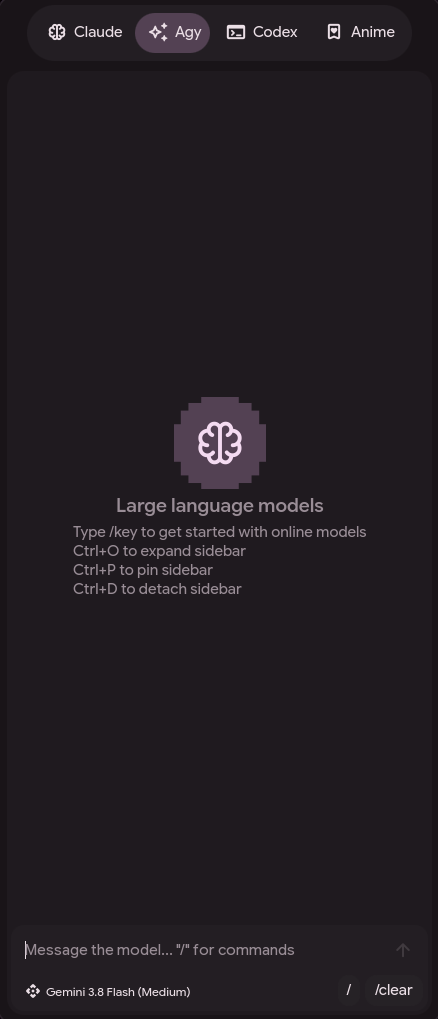 Claude
Agy
Codex
Anime
Large language models
Type /key to get started with online models
Ctrl+O to expand sidebar
Ctrl+P to pin sidebar
Ctrl+D to detach sidebar
Message the model... "/" for commands
Gemini 3.8 Flash (Medium)
/
/clear